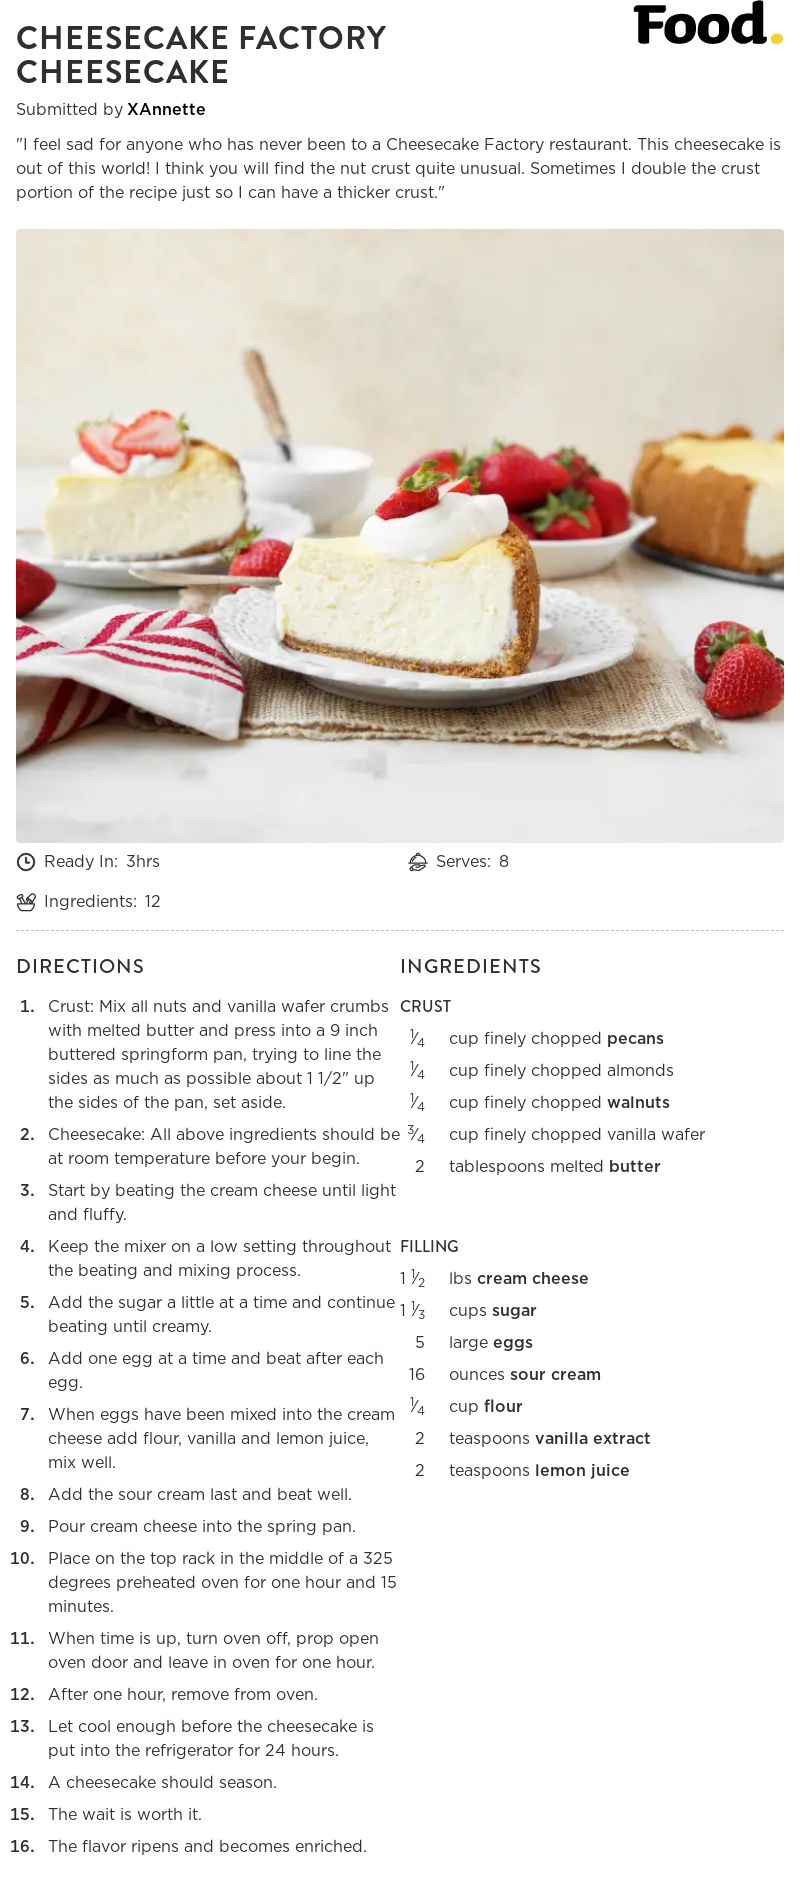 CHEESECAKE FACTORY
CHEESECAKE
Food.
Submitted by XAnnette
"I feel sad for anyone who has never been to a Cheesecake Factory restaurant. This cheesecake is
out of this world! I think you will find the nut crust quite unusual. Sometimes I double the crust
portion of the recipe just so I can have a thicker crust."
Ready In: 3hrs
Serves: 8
Ingredients: 12
DIRECTIONS
1. Crust: Mix all nuts and vanilla wafer crumbs
with melted butter and press into a 9 inch
buttered springform pan, trying to line the
sides as much as possible about 1 1/2" up
the sides of the pan, set aside.
2. Cheesecake: All above ingredients should be
at room temperature before your begin.
3. Start by beating the cream cheese until light
and fluffy.
4. Keep the mixer on a low setting throughout
the beating and mixing process.
5. Add the sugar a little at a time and continue
beating until creamy.
6. Add one egg at a time and beat after each
egg.
7. When eggs have been mixed into the cream
cheese add flour, vanilla and lemon juice,
mix well.
8. Add the sour cream last and beat well.
9. Pour cream cheese into the spring pan.
10. Place on the top rack in the middle of a 325
degrees preheated oven for one hour and 15
minutes.
11. When time is up, turn oven off, prop open
oven door and leave in oven for one hour.
12. After one hour, remove from oven.
13. Let cool enough before the cheesecake is
put into the refrigerator for 24 hours.
14. A cheesecake should season.
15. The wait is worth it.
16. The flavor ripens and becomes enriched.
INGREDIENTS
CRUST
1⁄4 cup finely chopped pecans
1⁄4 cup finely chopped almonds
1⁄4 cup finely chopped walnuts
3⁄4 cup finely chopped vanilla wafer
2 tablespoons melted butter
FILLING
1 1⁄2 lbs cream cheese
1 1⁄3 cups sugar
5 large eggs
16 ounces sour cream
1⁄4 cup flour
2 teaspoons vanilla extract
2 teaspoons lemon juice